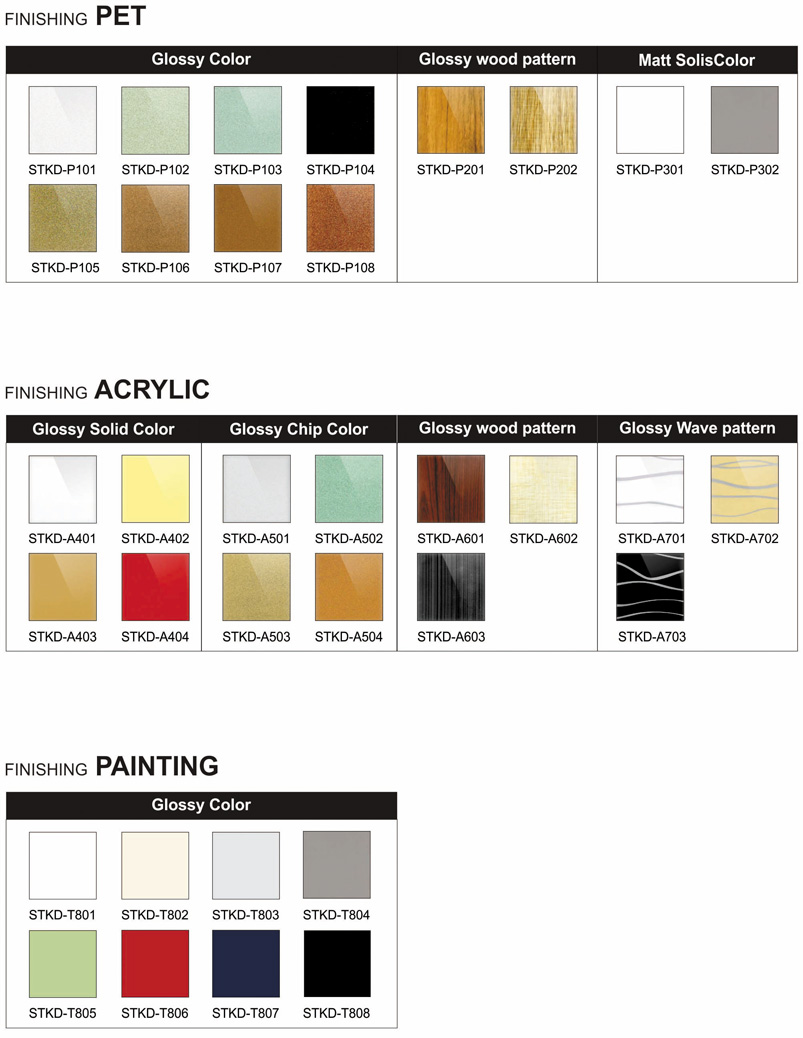 FINISHING PET
Glossy Color Glossy wood pattern Matt SolisColor
STKD-P101 STKD-P102 STKD-P103 STKD-P104 STKD-P201 STKD-P202 STKD-P301 STKD-P302
STKD-P105 STKD-P106 STKD-P107 STKD-P108
FINISHING ACRYLIC
Glossy Solid Color Glossy Chip Color Glossy wood pattern Glossy Wave pattern
STKD-A401 STKD-A402 STKD-A501 STKD-A502 STKD-A601 STKD-A602 STKD-A701 STKD-A702
STKD-A403 STKD-A404 STKD-A503 STKD-A504 STKD-A603 STKD-A703
FINISHING PAINTING
Glossy Color
STKD-T801 STKD-T802 STKD-T803 STKD-T804
STKD-T805 STKD-T806 STKD-T807 STKD-T808